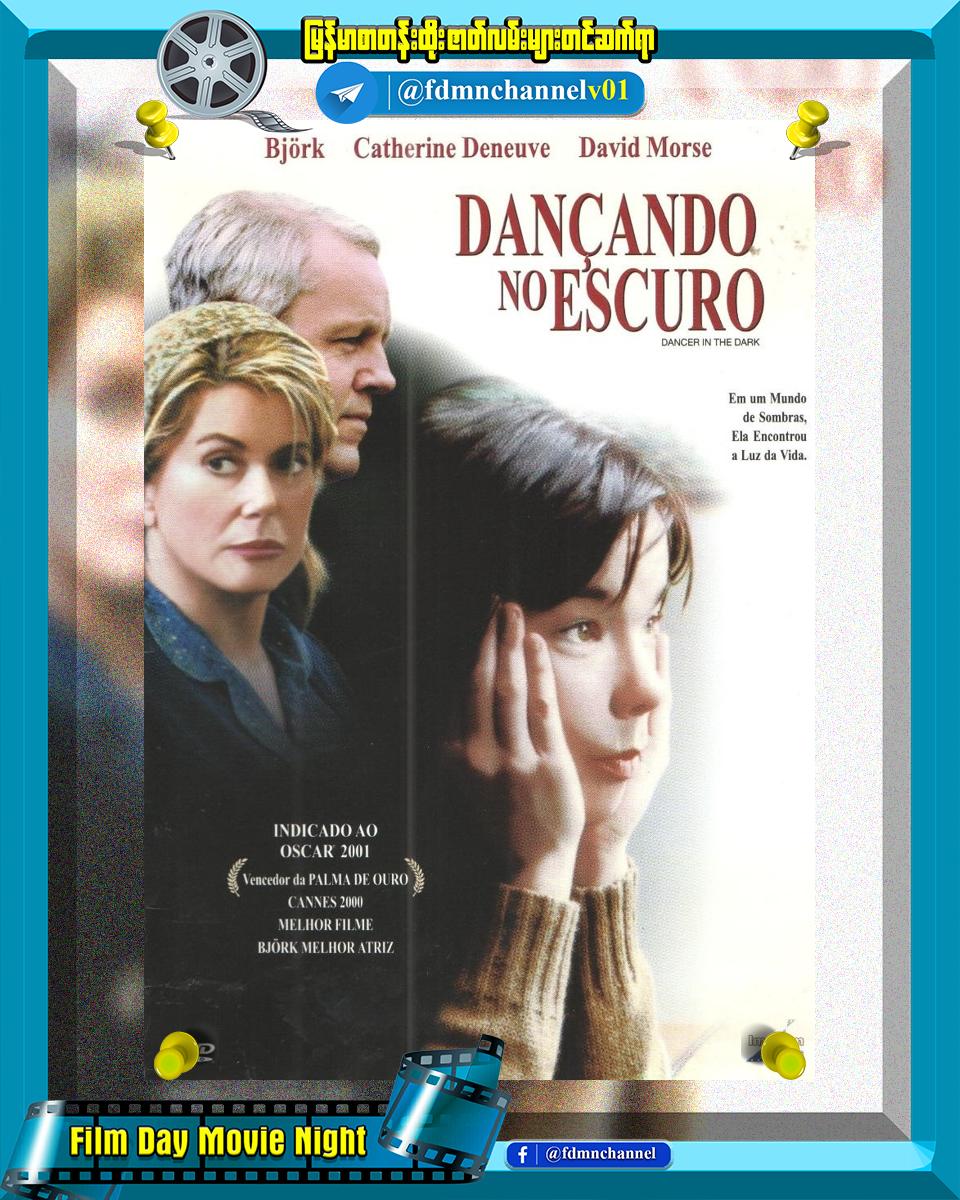 မြန်မာစာတန်းထိုးဇာတ်လမ်းများတင်ဆက်ရာ
@fdmnchannelv01
Björk Catherine Deneuve David Morse
DANÇANDO
NO ESCURO
DANCER IN THE DARK
Em um Mundo
de Sombras,
Ela Encontrou
a Luz da Vida.
INDICADO AO
OSCAR 2001
Vencedor da PALMA DE OURO
CANNES 2000
MELHOR FILME
BJÖRK MELHOR ATRIZ
Film Day Movie Night
@fdmnchannel